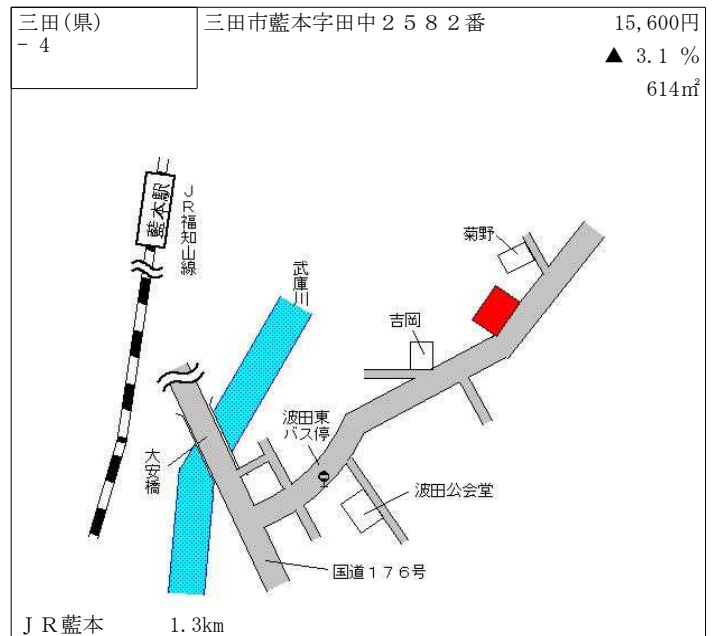 三田(県)
- 4
三田市藍本字田中２５８２番
15,600円
▲ 3.1 %
614㎡
藍本駅
ＪＲ福知山線
武庫川
菊野
吉岡
波田東
バス停
大安橋
波田公会堂
国道１７６号
ＪＲ藍本 1.3km